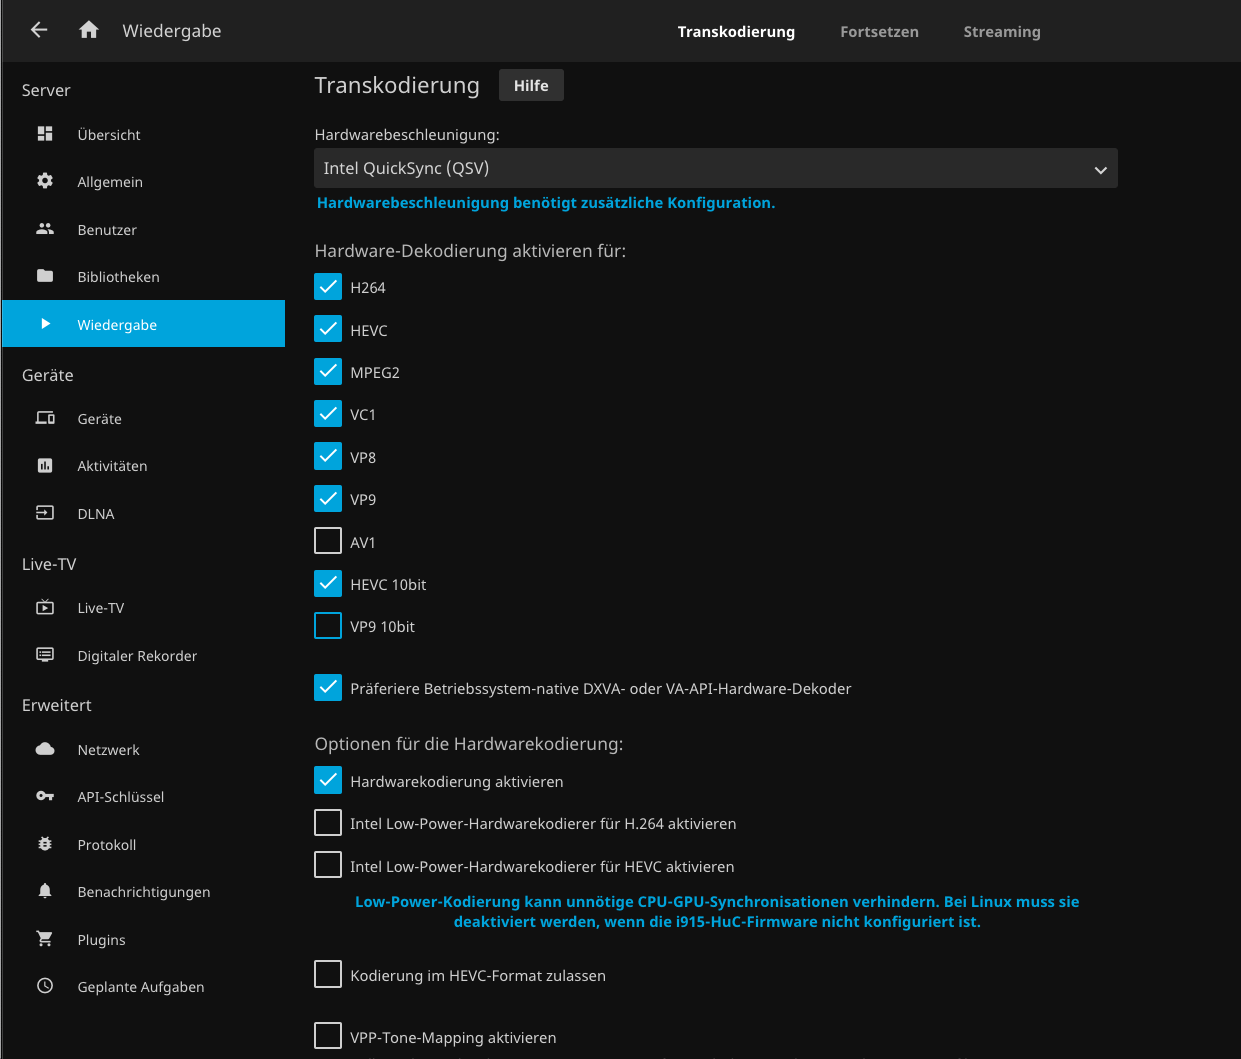 Wiedergabe
Transkodierung
Fortsetzen
Streaming
Server
Übersicht
Allgemein
Benutzer
Bibliotheken
Wiedergabe
Geräte
Geräte
Aktivitäten
DLNA
Live-TV
Live-TV
Digitaler Rekorder
Erweitert
Netzwerk
API-Schlüssel
Protokoll
Benachrichtigungen
Plugins
Geplante Aufgaben
Transkodierung
Hilfe
Hardwarebeschleunigung:
Intel QuickSync (QSV)
Hardwarebeschleunigung benötigt zusätzliche Konfiguration.
Hardware-Dekodierung aktivieren für:
H264
HEVC
MPEG2
VC1
VP8
VP9
AV1
HEVC 10bit
VP9 10bit
Präferiere Betriebssystem-native DXVA- oder VA-API-Hardware-Dekoder
Optionen für die Hardwarekodierung:
Hardwarekodierung aktivieren
Intel Low-Power-Hardwarekodierer für H.264 aktivieren
Intel Low-Power-Hardwarekodierer für HEVC aktivieren
Low-Power-Kodierung kann unnötige CPU-GPU-Synchronisationen verhindern. Bei Linux muss sie
deaktiviert werden, wenn die i915-HuC-Firmware nicht konfiguriert ist.
Kodierung im HEVC-Format zulassen
VPP-Tone-Mapping aktivieren